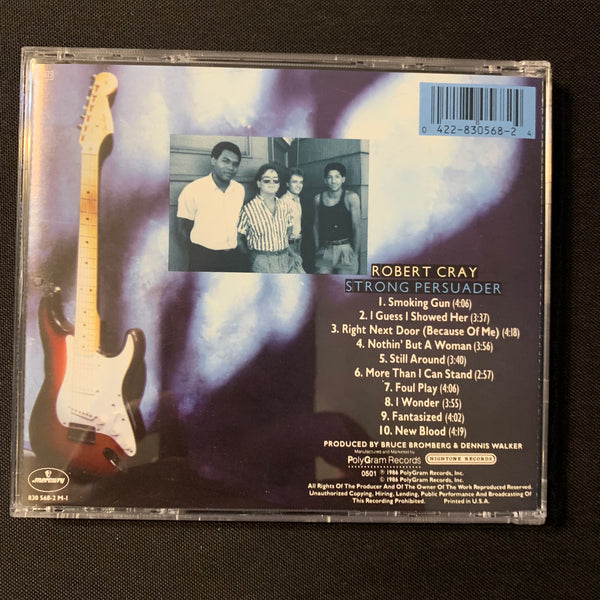 0 422-830568-2 4
ROBERT CRAY
STRONG PERSUADER
1. Smoking Gun (4:06)
2. I Guess I Showed Her (3:37)
3. Right Next Door (Because Of Me) (4:18)
4. Nothin' But A Woman (3:56)
5. Still Around (3:40)
6. More Than I Can Stand (2:57)
7. Foul Play (4:06)
8. I Wonder (3:55)
9. Fantasized (4:02)
10. New Blood (4:19)
PRODUCED BY BRUCE BROMBERG & DENNIS WALKER
Manufactured and Marketed by
PolyGram Records
HIGHTONE RECORDS
0501 ℗ 1986 PolyGram Records, Inc.
© 1986 PolyGram Records, Inc.
All Rights Of The Producer And Of The Owner Of The Work Reproduced Reserved.
Unauthorized Copying, Hiring, Lending, Public Performance And Broadcasting Of
This Recording Prohibited. Printed in U.S.A.
mercury
830 568-2 M-1